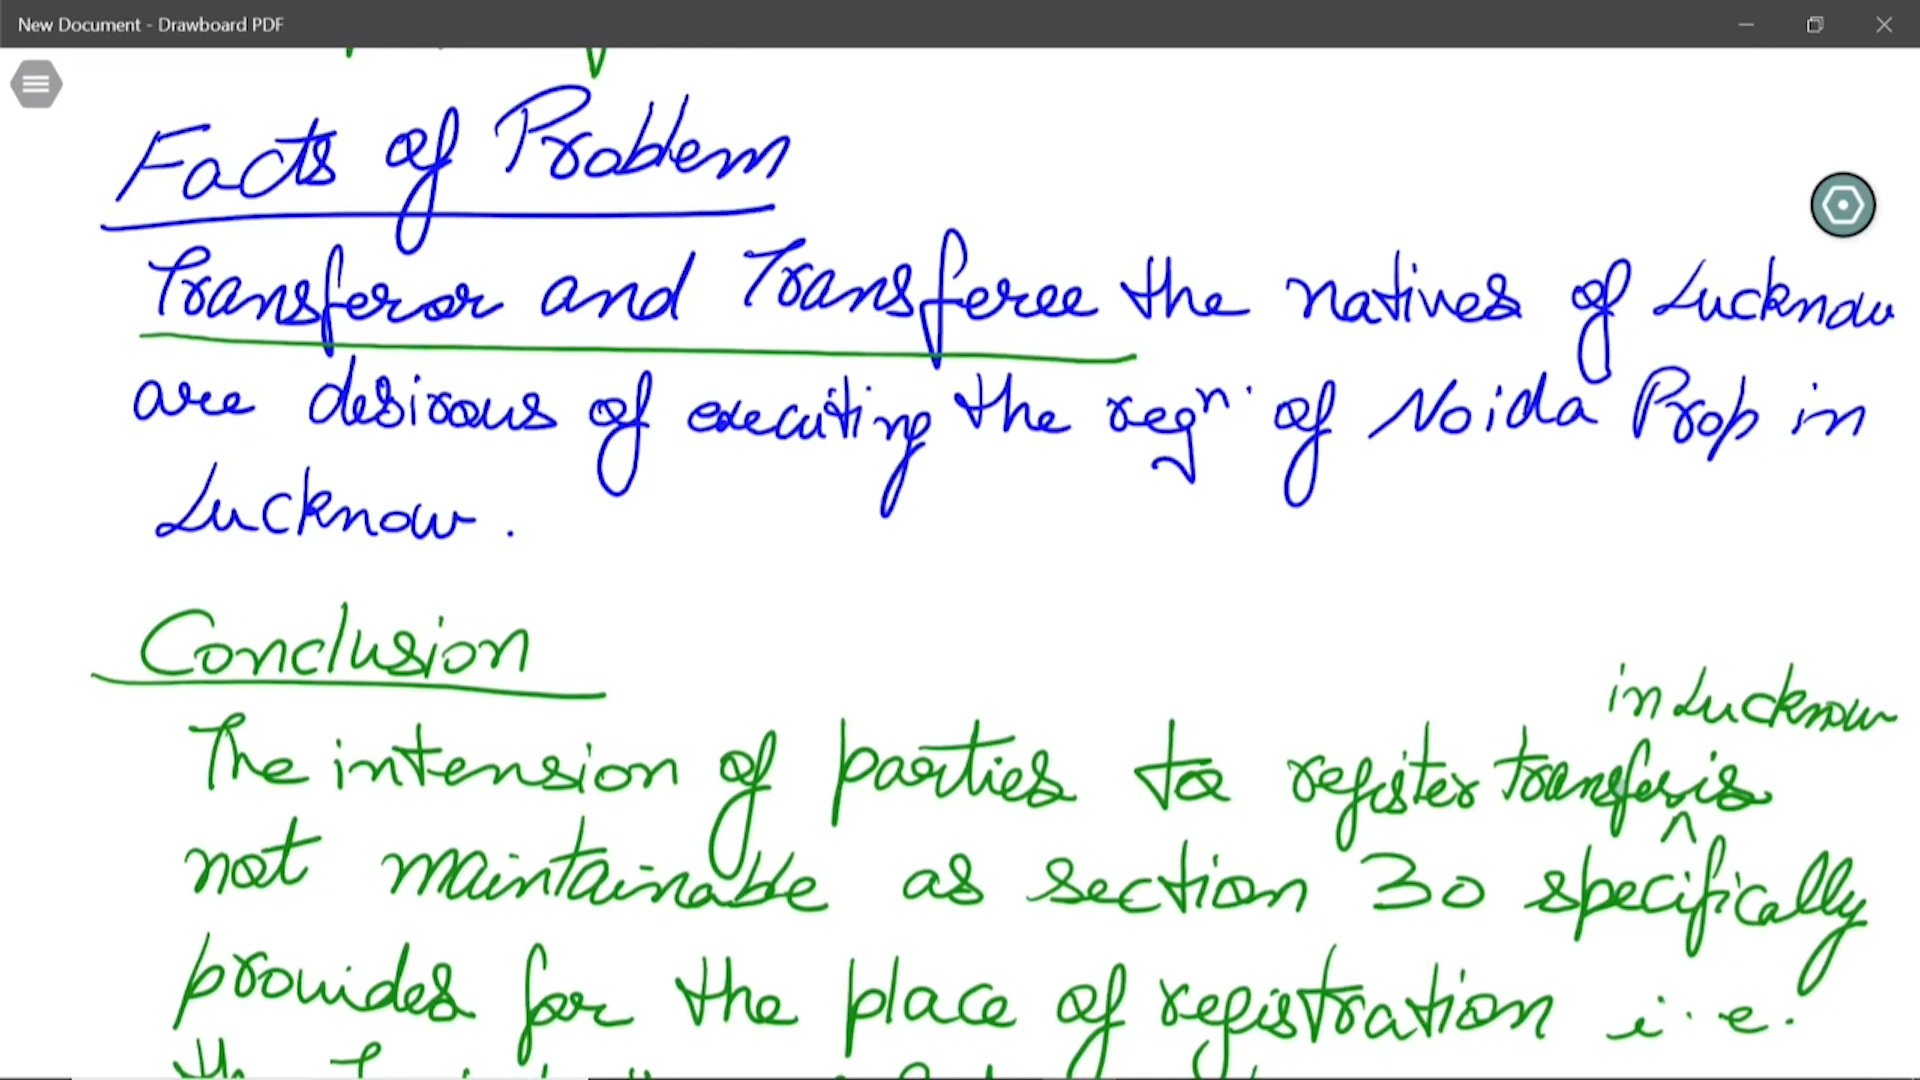 New Document - Drawboard PDF
Facts of Problem
Transferor and Transferee the natives of Lucknow
are desirous of executing the regn. of Noida Prop in
Lucknow.
Conclusion
in Lucknow
The intension of parties to register transfer is
^
not maintainable as section 30 specifically
provides for the place of registration i.e.